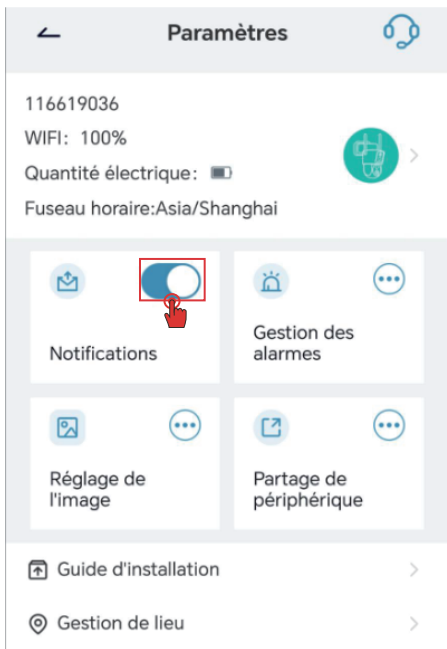 Paramètres
116619036
WIFI: 100%
Quantité électrique:
Fuseau horaire:Asia/Shanghai
Notifications
Gestion des
alarmes
Réglage de
l'image
Partage de
périphérique
Guide d'installation
Gestion de lieu